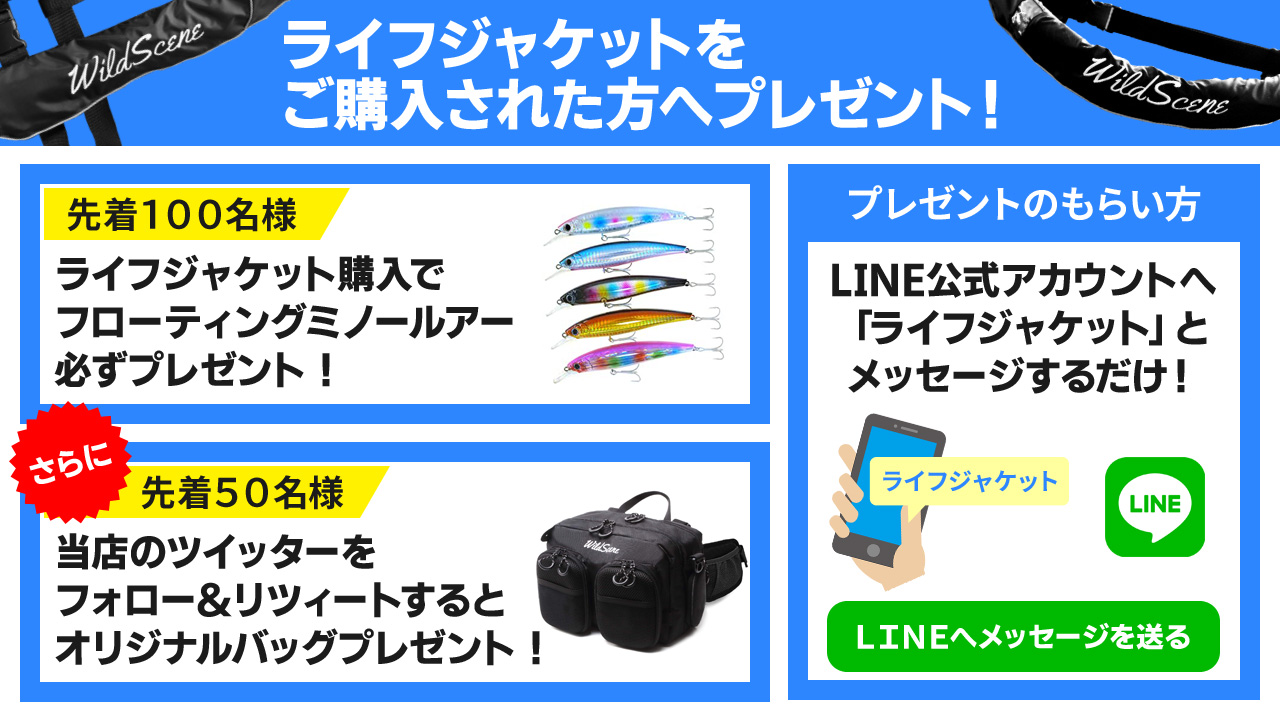 WildScene
ライフジャケットを
ご購入された方へプレゼント！
WildScene
先着１００名様
ライフジャケット購入で
フローティングミノールアー
必ずプレゼント！
さらに
先着５０名様
当店のツイッターを
フォロー＆リツィートすると
オリジナルバッグプレゼント！
WildScene
プレゼントのもらい方
LINE公式アカウントへ
「ライフジャケット」と
メッセージするだけ！
ライフジャケット
LINE
ＬＩＮＥへメッセージを送る